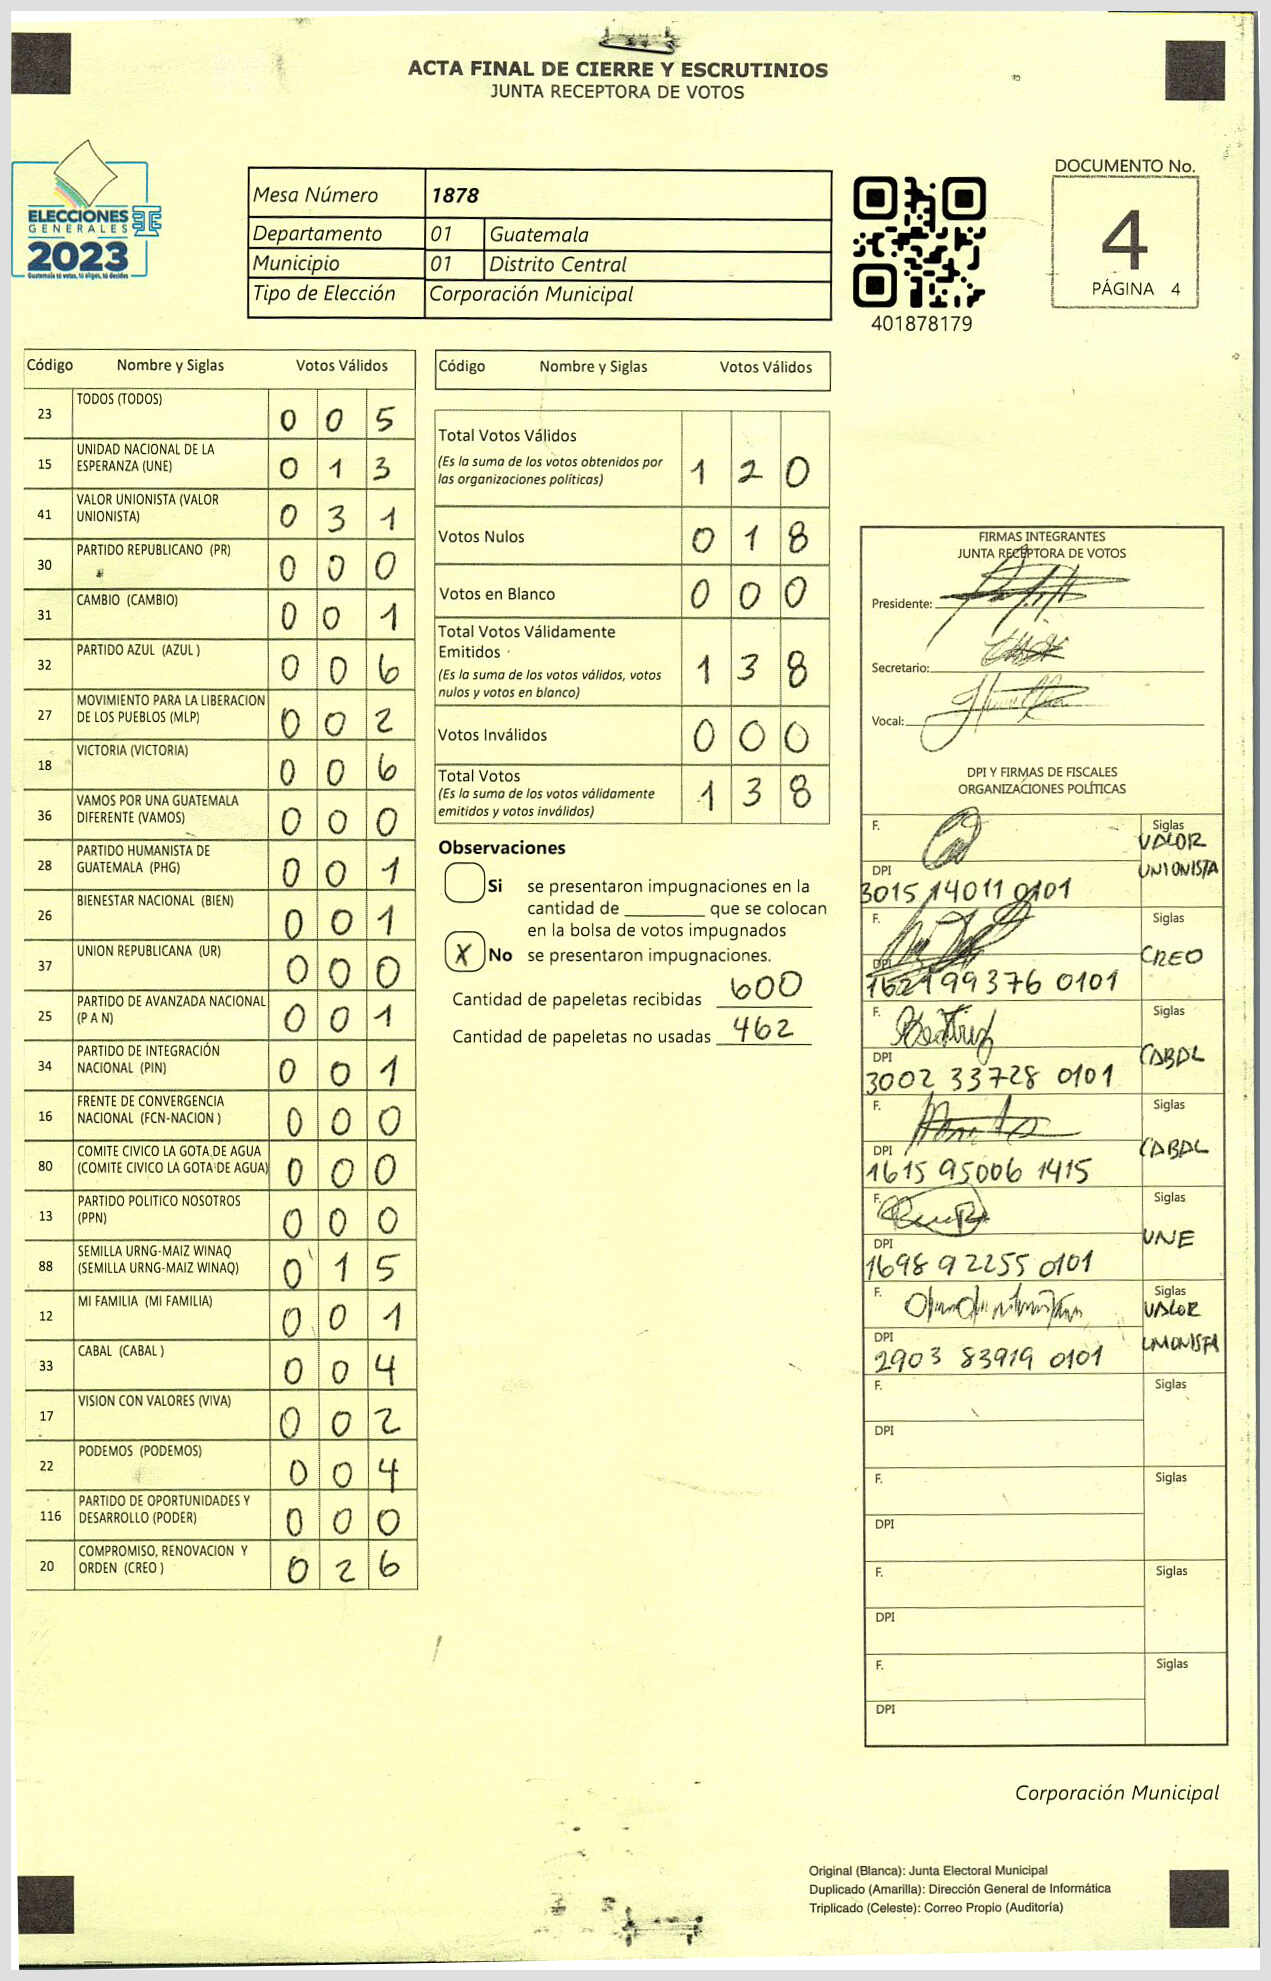 ACTA FINAL DE CIERRE Y ESCRUTINIOS
JUNTA RECEPTORA DE VOTOS
ELECCIONES
GENERALES
2023
Guatemala tú votas, tú eliges, tú decides
Mesa Número 1878
Departamento 01 Guatemala
Municipio 01 Distrito Central
Tipo de Elección Corporación Municipal
401878179
DOCUMENTO No.
4
PÁGINA 4
Código Nombre y Siglas Votos Válidos
23 TODOS (TODOS) 0 0 5
15 UNIDAD NACIONAL DE LA
ESPERANZA (UNE) 0 1 3
41 VALOR UNIONISTA (VALOR
UNIONISTA) 0 3 1
30 PARTIDO REPUBLICANO (PR) 0 0 0
31 CAMBIO (CAMBIO) 0 0 1
32 PARTIDO AZUL (AZUL ) 0 0 6
27 MOVIMIENTO PARA LA LIBERACION
DE LOS PUEBLOS (MLP) 0 0 2
18 VICTORIA (VICTORIA) 0 0 6
36 VAMOS POR UNA GUATEMALA
DIFERENTE (VAMOS) 0 0 0
28 PARTIDO HUMANISTA DE
GUATEMALA (PHG) 0 0 1
26 BIENESTAR NACIONAL (BIEN) 0 0 1
37 UNION REPUBLICANA (UR) 0 0 0
25 PARTIDO DE AVANZADA NACIONAL
(P A N) 0 0 1
34 PARTIDO DE INTEGRACIÓN
NACIONAL (PIN) 0 0 1
16 FRENTE DE CONVERGENCIA
NACIONAL (FCN-NACION ) 0 0 0
80 COMITE CIVICO LA GOTA DE AGUA
(COMITE CIVICO LA GOTA DE AGUA) 0 0 0
13 PARTIDO POLITICO NOSOTROS
(PPN) 0 0 0
88 SEMILLA URNG-MAIZ WINAQ
(SEMILLA URNG-MAIZ WINAQ) 0 1 5
12 MI FAMILIA (MI FAMILIA) 0 0 1
33 CABAL (CABAL ) 0 0 4
17 VISION CON VALORES (VIVA) 0 0 2
22 PODEMOS (PODEMOS) 0 0 4
116 PARTIDO DE OPORTUNIDADES Y
DESARROLLO (PODER) 0 0 0
20 COMPROMISO, RENOVACION Y
ORDEN (CREO ) 0 2 6
Código Nombre y Siglas Votos Válidos
Total Votos Válidos
(Es la suma de los votos obtenidos por
las organizaciones políticas) 1 2 0
Votos Nulos 0 1 8
Votos en Blanco 0 0 0
Total Votos Válidamente
Emitidos
(Es la suma de los votos válidos, votos
nulos y votos en blanco) 1 3 8
Votos Inválidos 0 0 0
Total Votos
(Es la suma de los votos válidamente
emitidos y votos inválidos) 1 3 8
Observaciones
Si se presentaron impugnaciones en la
cantidad de ________ que se colocan
en la bolsa de votos impugnados
X No se presentaron impugnaciones.
Cantidad de papeletas recibidas 600
Cantidad de papeletas no usadas 462
FIRMAS INTEGRANTES
JUNTA RECEPTORA DE VOTOS
Presidente:
Secretario:
Vocal:
DPI Y FIRMAS DE FISCALES
ORGANIZACIONES POLÍTICAS
F. Siglas
VALOR
UNIONISTA
DPI
3015 14011 0101
F. Siglas
CREO
DPI
162199376 0101
F. Siglas
CABAL
DPI
3002 33728 0101
F. Siglas
CABAL
DPI
1615 95006 1415
F. Siglas
UNE
DPI
1698 92255 0101
F. Siglas
VALOR
UNIONISTA
DPI
2903 83919 0101
F. Siglas
DPI
F. Siglas
DPI
F. Siglas
DPI
F. Siglas
DPI
Corporación Municipal
Original (Blanca): Junta Electoral Municipal
Duplicado (Amarilla): Dirección General de Informática
Triplicado (Celeste): Correo Propio (Auditoría)